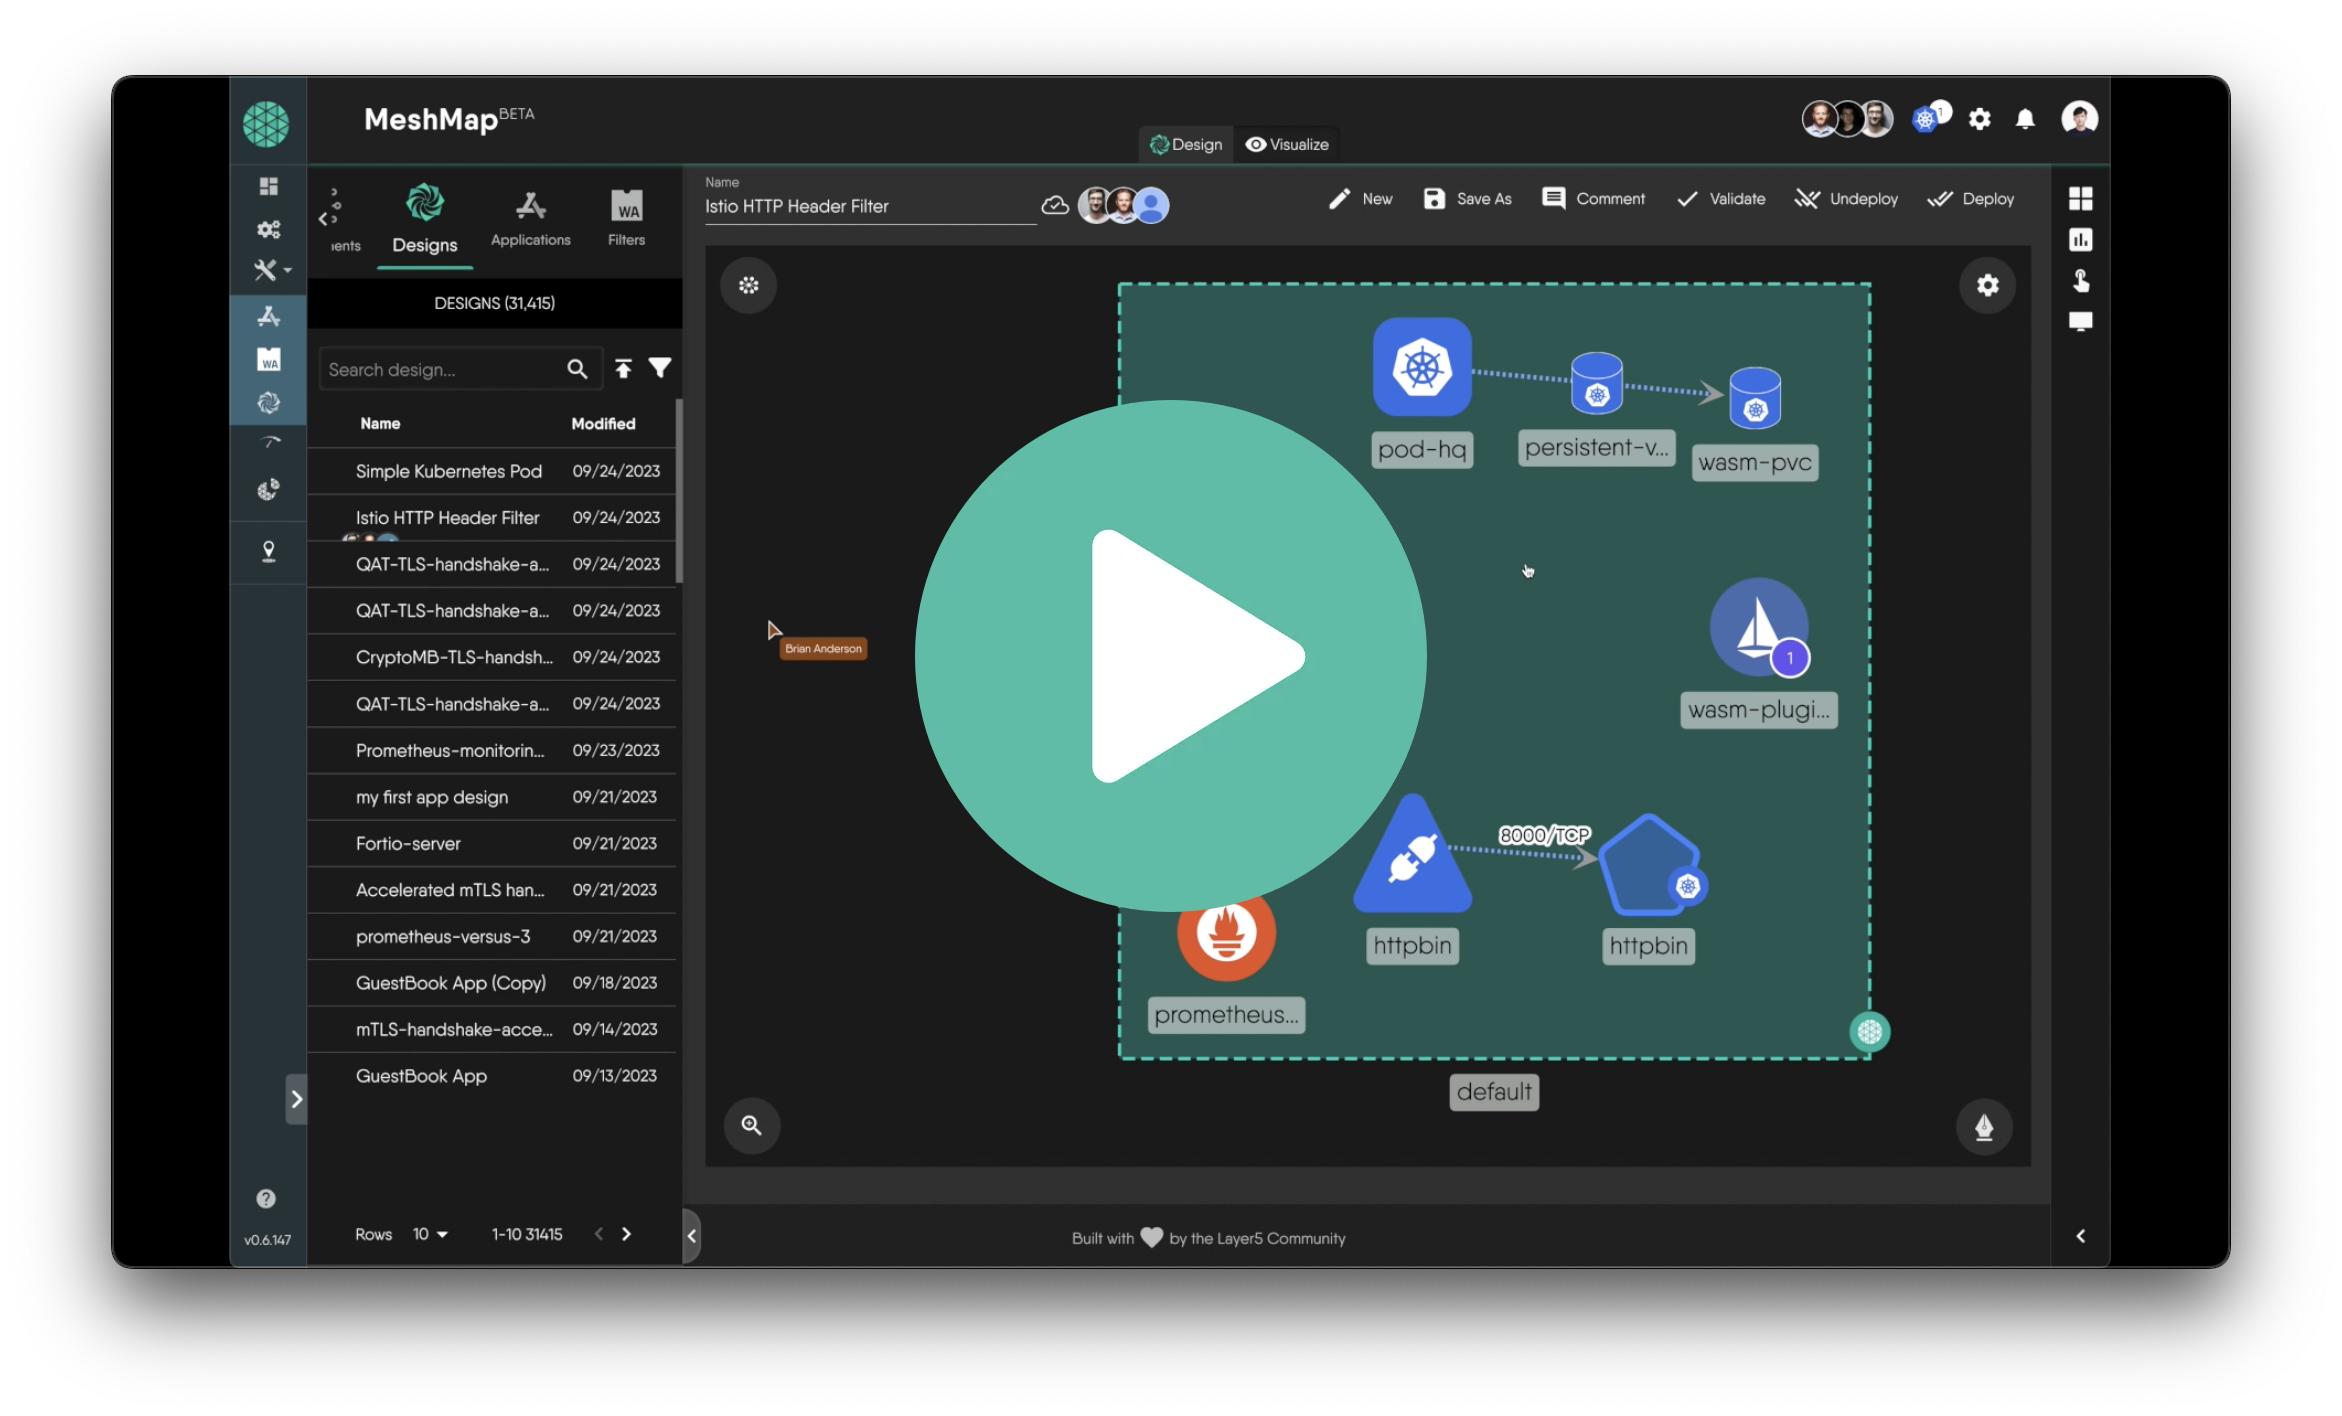 MeshMap BETA
Design
Visualize
1
ients
Designs
Applications
WA
Filters
Name
Istio HTTP Header Filter
New
Save As
Comment
Validate
Undeploy
Deploy
DESIGNS (31,415)
Search design...
WA
Name Modified
Simple Kubernetes Pod 09/24/2023
Istio HTTP Header Filter 09/24/2023
QAT-TLS-handshake-a... 09/24/2023
QAT-TLS-handshake-a... 09/24/2023
CryptoMB-TLS-handsh... 09/24/2023
QAT-TLS-handshake-a... 09/24/2023
Prometheus-monitorin... 09/23/2023
my first app design 09/21/2023
Fortio-server 09/21/2023
Accelerated mTLS han... 09/21/2023
prometheus-versus-3 09/21/2023
GuestBook App (Copy) 09/18/2023
mTLS-handshake-acce... 09/14/2023
GuestBook App 09/13/2023
Rows 10 1-10 31415
v0.6.147
pod-hq
persistent-v...
wasm-pvc
Brian Anderson
1
wasm-plugi...
8000/TCP
httpbin
httpbin
prometheus...
default
Built with by the Layer5 Community